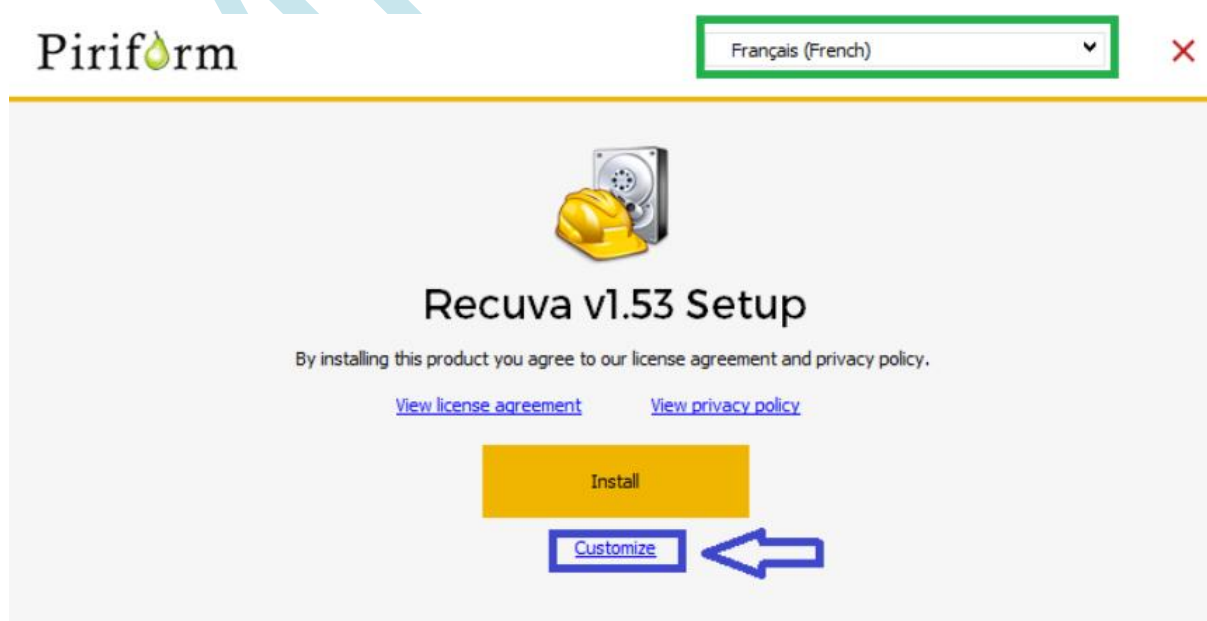 Piriform
Français (French)
Recuva v1.53 Setup
By installing this product you agree to our license agreement and privacy policy.
View license agreement View privacy policy
Install
Customize